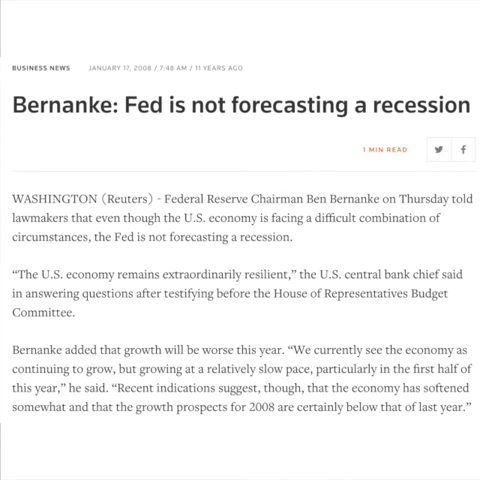 BUSINESS NEWS JANUARY 17, 2008 / 7:48 AM / 11 YEARS AGO
Bernanke: Fed is not forecasting a recession
1 MIN READ
WASHINGTON (Reuters) - Federal Reserve Chairman Ben Bernanke on Thursday told
lawmakers that even though the U.S. economy is facing a difficult combination of
circumstances, the Fed is not forecasting a recession.
“The U.S. economy remains extraordinarily resilient,” the U.S. central bank chief said
in answering questions after testifying before the House of Representatives Budget
Committee.
Bernanke added that growth will be worse this year. “We currently see the economy as
continuing to grow, but growing at a relatively slow pace, particularly in the first half of
this year,” he said. “Recent indications suggest, though, that the economy has softened
somewhat and that the growth prospects for 2008 are certainly below that of last year.”